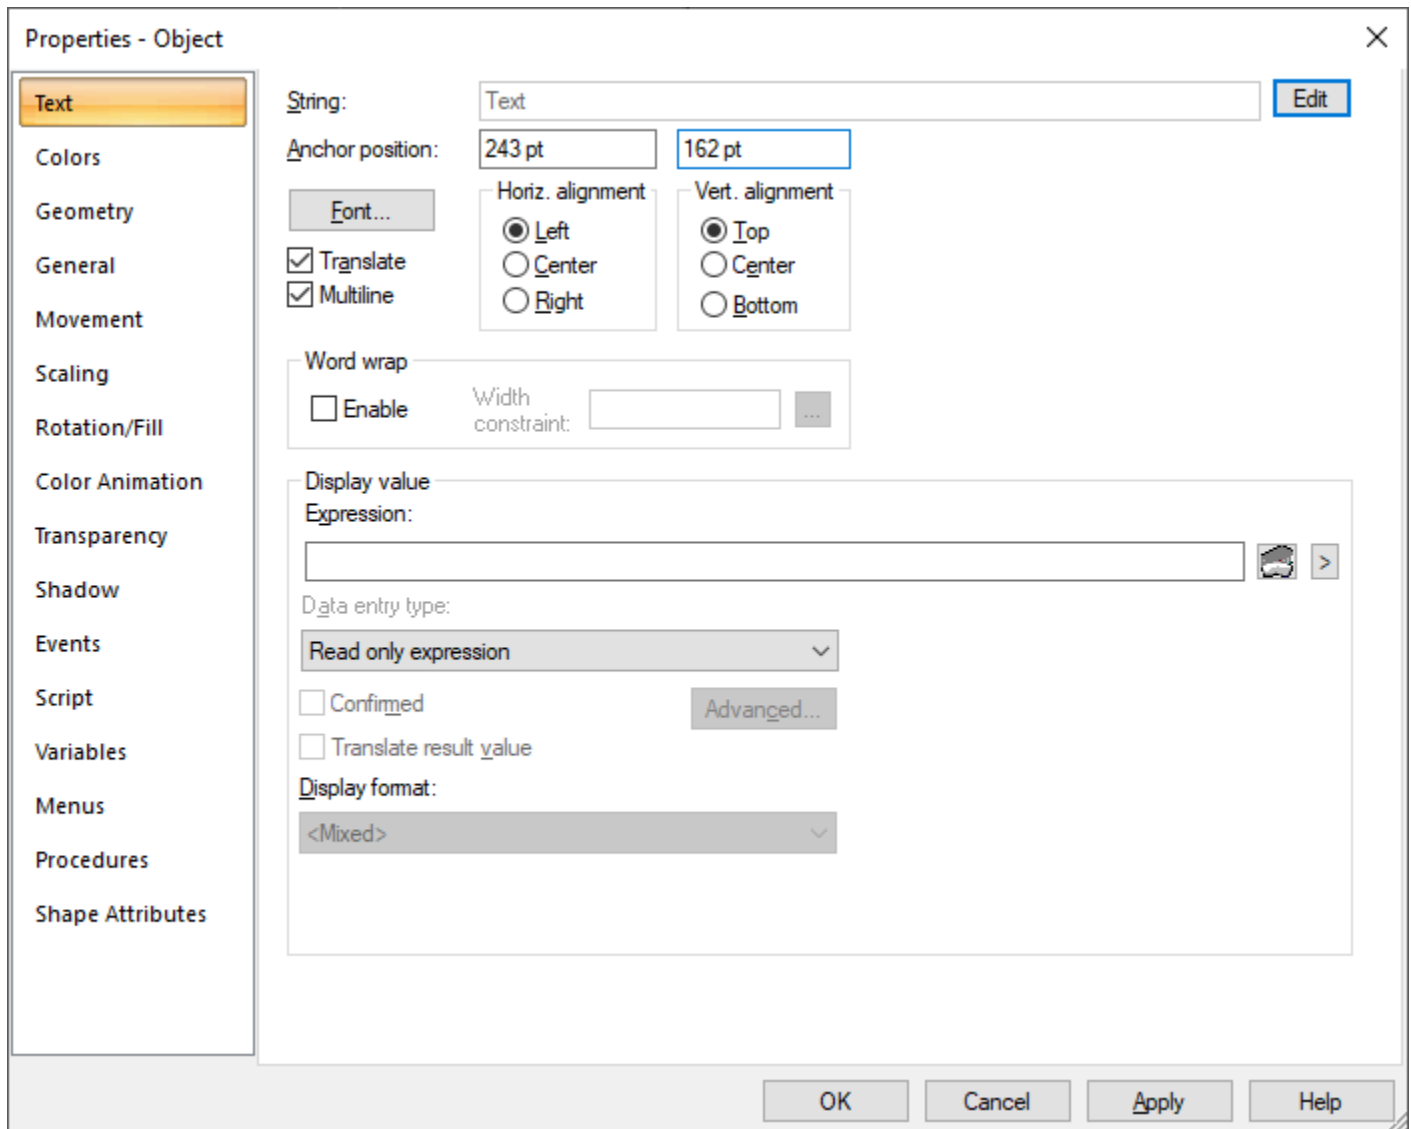 Properties - Object
Text
Colors
Geometry
General
Movement
Scaling
Rotation/Fill
Color Animation
Transparency
Shadow
Events
Script
Variables
Menus
Procedures
Shape Attributes
String: Text Edit
Anchor position: 243 pt 162 pt
Font...
Translate
Multiline
Horiz. alignment
Left
Center
Right
Vert. alignment
Top
Center
Bottom
Word wrap
Enable
Width
constraint:
...
Display value
Expression:
>
Data entry type:
Read only expression
Confirmed
Advanced...
Translate result value
Display format:
<Mixed>
OK Cancel Apply Help